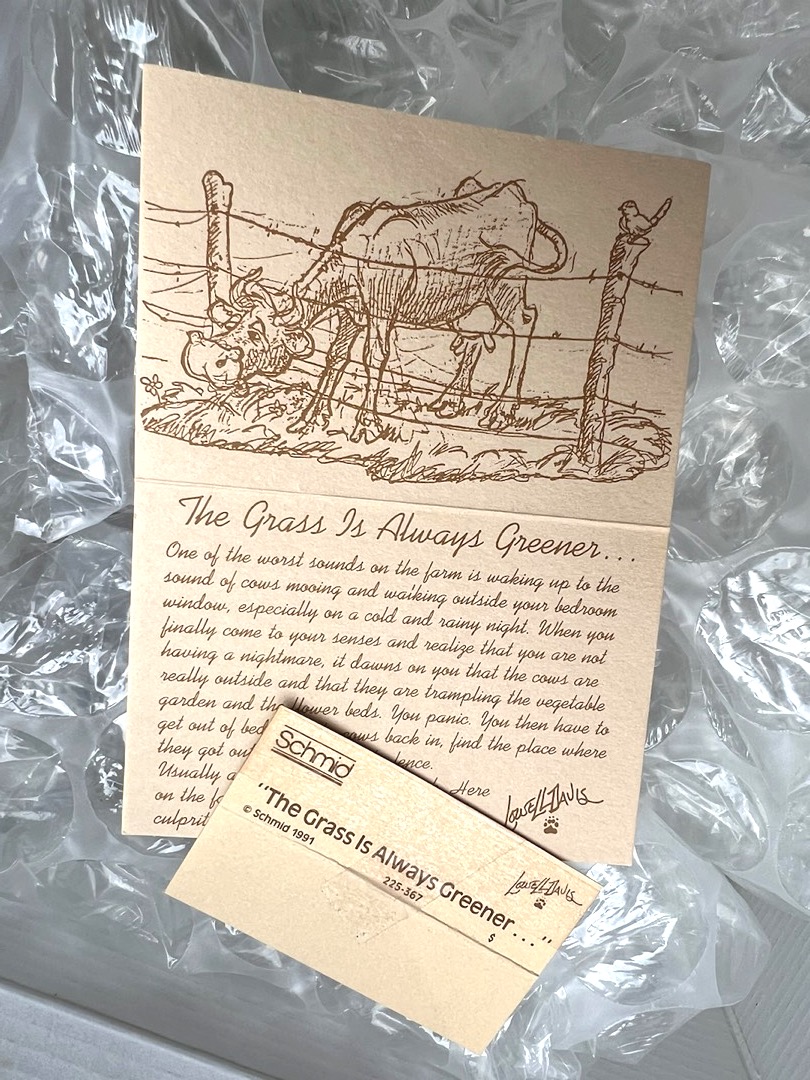 The Grass Is Always Greener...
One of the worst sounds on the farm is waking up to the
sound of cows mooing and walking outside your bedroom
window, especially on a cold and rainy night. When you
finally come to your senses and realize that you are not
having a nightmare, it dawns on you that the cows are
really outside and that they are trampling the vegetable
garden and the flower beds. You panic. You then have to
get out of bed cows back in, find the place where
they got out
Usually a Here
on the
culprit
Lowell Davis
Schmid
"The Grass Is Always Greener..."
© Schmid 1991
225-367
Lowell Davis
$